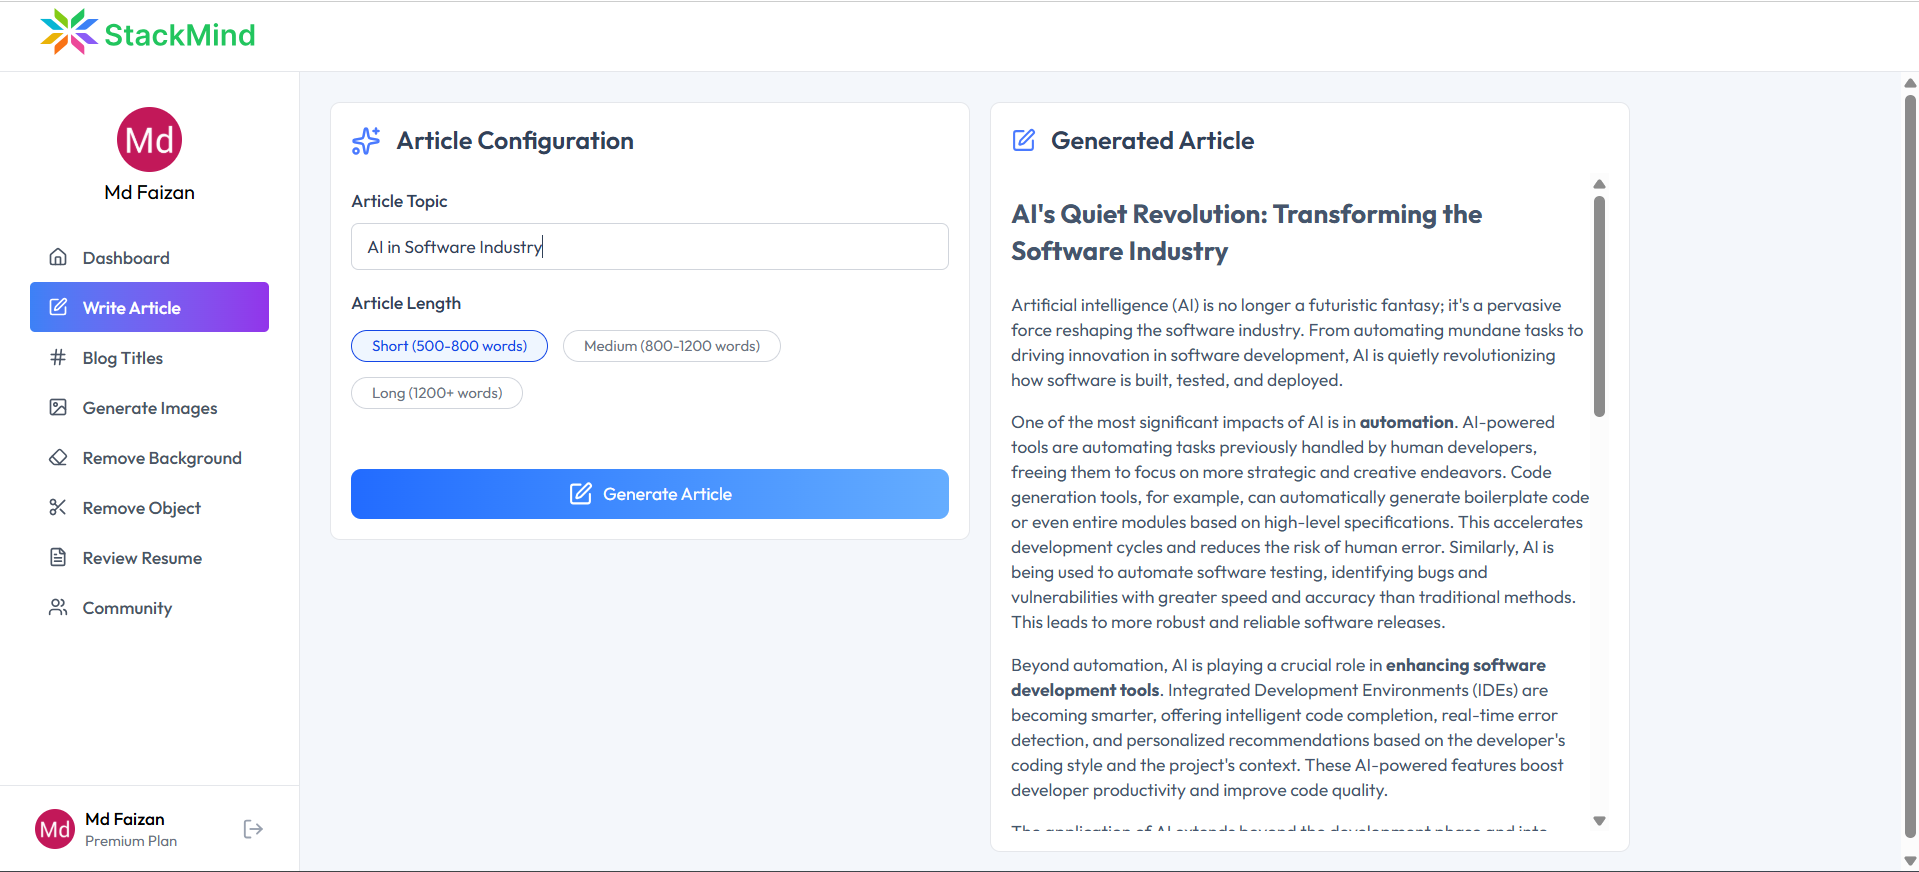 StackMind
Md
Md Faizan
Dashboard
Write Article
Blog Titles
Generate Images
Remove Background
Remove Object
Review Resume
Community
Md
Md Faizan
Premium Plan
Article Configuration
Article Topic
AI in Software Industry
Article Length
Short (500-800 words)
Medium (800-1200 words)
Long (1200+ words)
Generate Article
Generated Article
AI's Quiet Revolution: Transforming the
Software Industry
Artificial intelligence (AI) is no longer a futuristic fantasy; it's a pervasive
force reshaping the software industry. From automating mundane tasks to
driving innovation in software development, AI is quietly revolutionizing
how software is built, tested, and deployed.
One of the most significant impacts of AI is in automation. AI-powered
tools are automating tasks previously handled by human developers,
freeing them to focus on more strategic and creative endeavors. Code
generation tools, for example, can automatically generate boilerplate code
or even entire modules based on high-level specifications. This accelerates
development cycles and reduces the risk of human error. Similarly, AI is
being used to automate software testing, identifying bugs and
vulnerabilities with greater speed and accuracy than traditional methods.
This leads to more robust and reliable software releases.
Beyond automation, AI is playing a crucial role in enhancing software
development tools. Integrated Development Environments (IDEs) are
becoming smarter, offering intelligent code completion, real-time error
detection, and personalized recommendations based on the developer's
coding style and the project's context. These AI-powered features boost
developer productivity and improve code quality.
The application of AI extends beyond the development phase and into